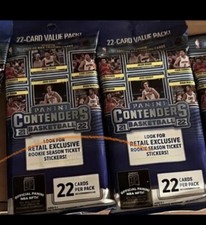 22-CARD VALUE PACK!
22-CARD VALUE PACK!
PANINI
CONTENDERS
BASKETBALL
LOOK FOR
RETAIL EXCLUSIVE
ROOKIE SEASON TICKET
STICKERS!
22 CARDS
PER PACK
PANINI
CONTENDERS
BASKETBALL
LOOK FOR
RETAIL EXCLUSIVE
ROOKIE SEASON TICKET
STICKERS!
22 CARDS
PER PACK